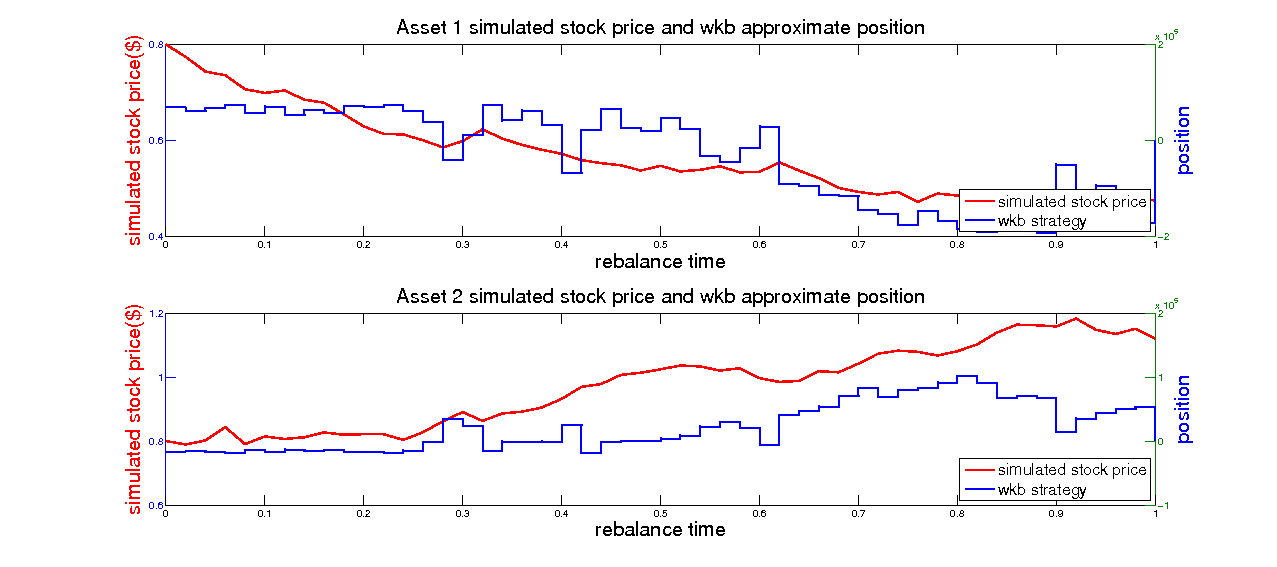 Asset 1 simulated stock price and wkb approximate position
simulated stock price($)
0.8
0.6
0.4
x 10^5
2
0
-2
position
0 0.1 0.2 0.3 0.4 0.5 0.6 0.7 0.8 0.9 1
rebalance time
simulated stock price
wkb strategy
Asset 2 simulated stock price and wkb approximate position
simulated stock price($)
1.2
1
0.8
0.6
x 10^5
2
1
0
-1
position
0 0.1 0.2 0.3 0.4 0.5 0.6 0.7 0.8 0.9 1
rebalance time
simulated stock price
wkb strategy